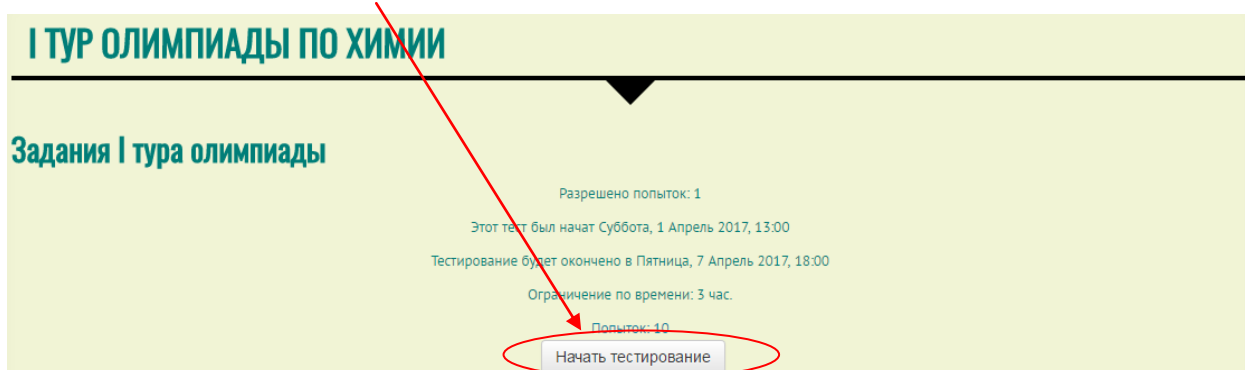 I ТУР ОЛИМПИАДЫ ПО ХИМИИ
Задания I тура олимпиады
Разрешено попыток: 1
Этот тест был начат Суббота, 1 Апрель 2017, 13:00
Тестирование будет окончено в Пятница, 7 Апрель 2017, 18:00
Ограничение по времени: 3 час.
Попыток: 10
Начать тестирование